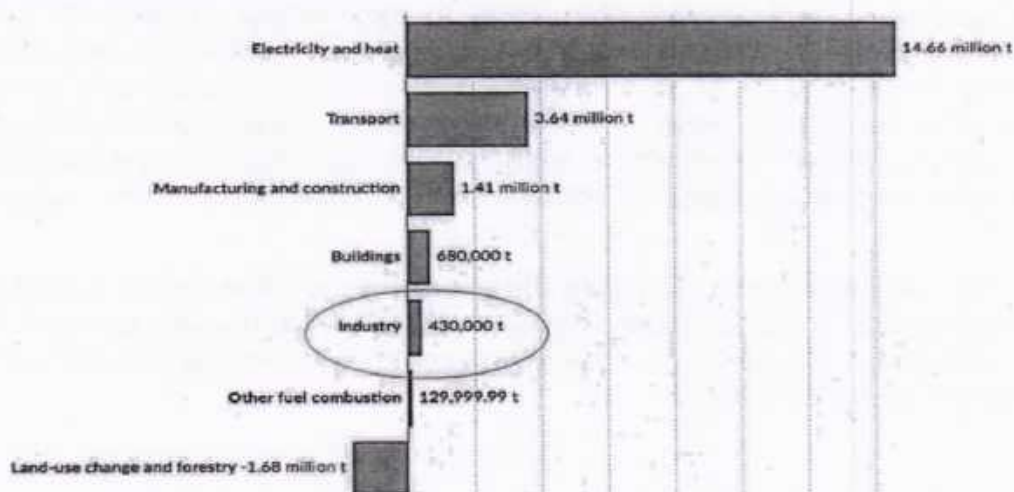 Electricity and heat 14.66 million t
Transport 3.64 million t
Manufacturing and construction 1.41 million t
Buildings 680,000 t
Industry 430,000 t
Other fuel combustion 129,999.99 t
Land-use change and forestry -1.68 million t